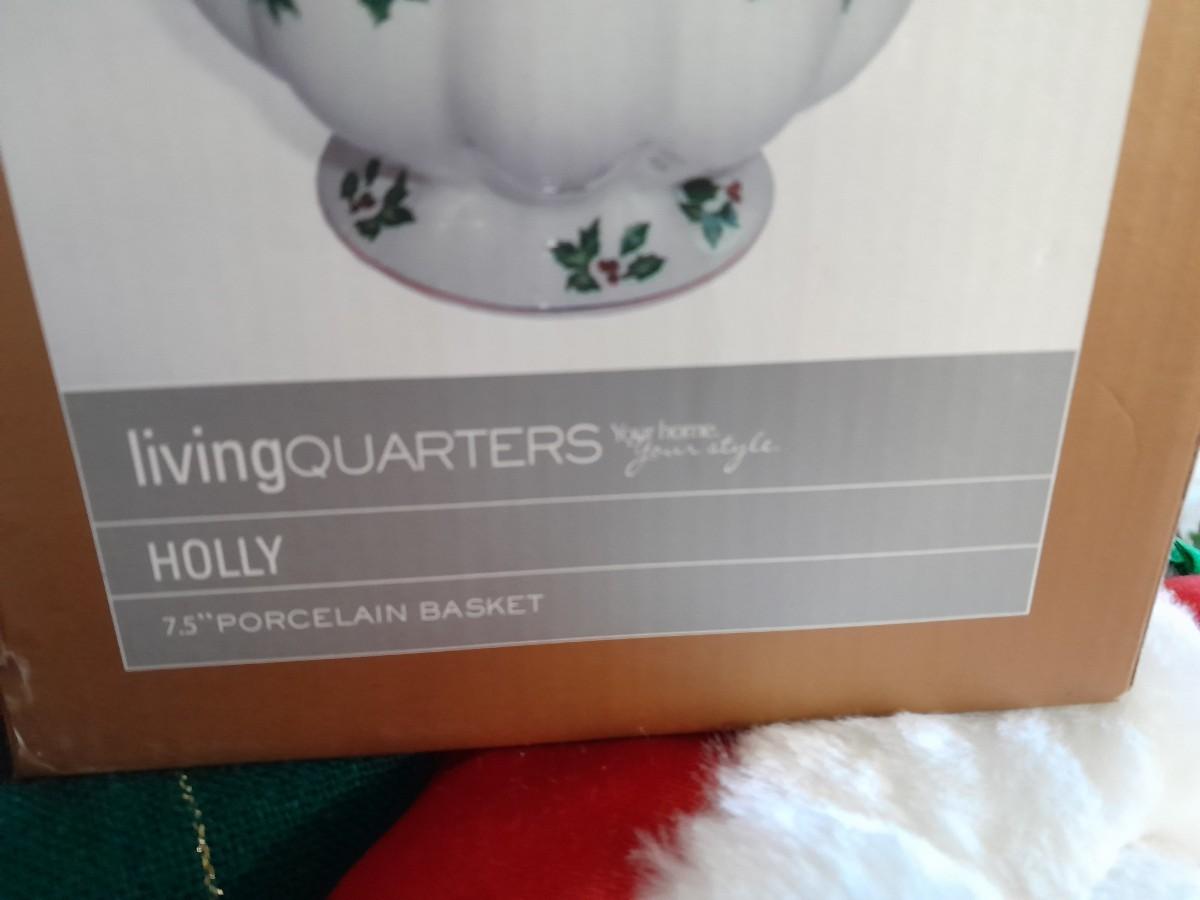 livingQUARTERS Your home. your style.
HOLLY
7.5" PORCELAIN BASKET